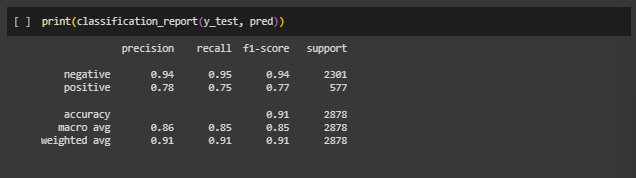 [ ] print(classification_report(y_test, pred))
precision recall f1-score support
negative 0.94 0.95 0.94 2301
positive 0.78 0.75 0.77 577
accuracy 0.91 2878
macro avg 0.86 0.85 0.85 2878
weighted avg 0.91 0.91 0.91 2878